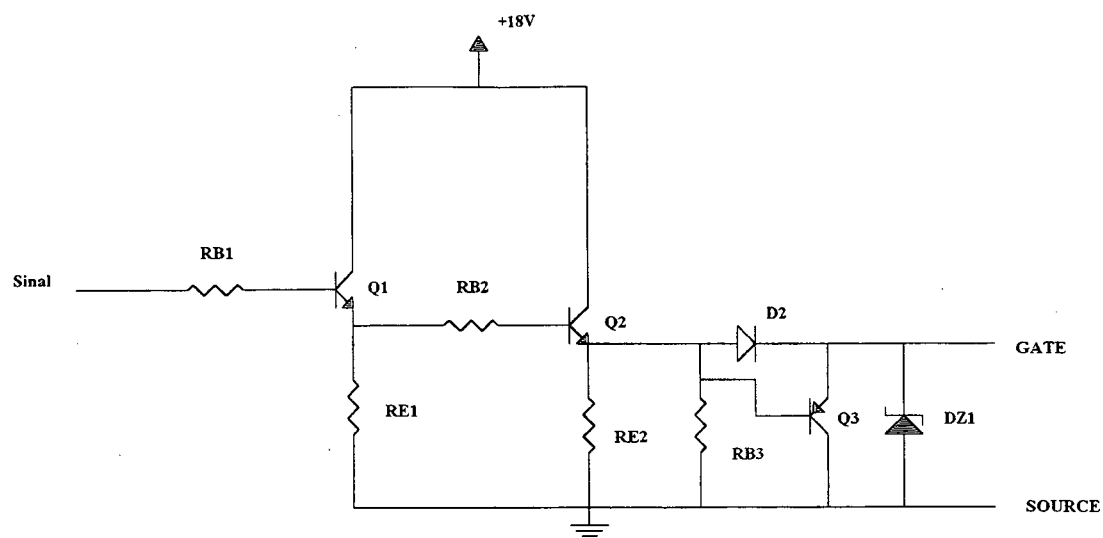 +18V
RB1
Sinal
Q1
RB2
Q2
D2
GATE
RE1
RE2
RB3
Q3
DZ1
SOURCE